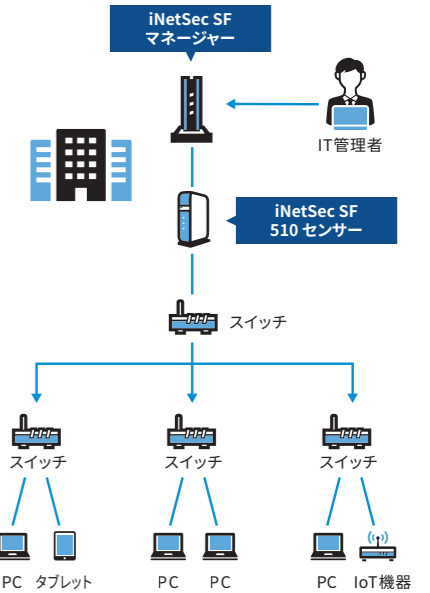 iNetSec SF
マネージャー
IT管理者
iNetSec SF
510 センサー
スイッチ
スイッチ
スイッチ
スイッチ
PC タブレット
PC PC
PC IoT機器